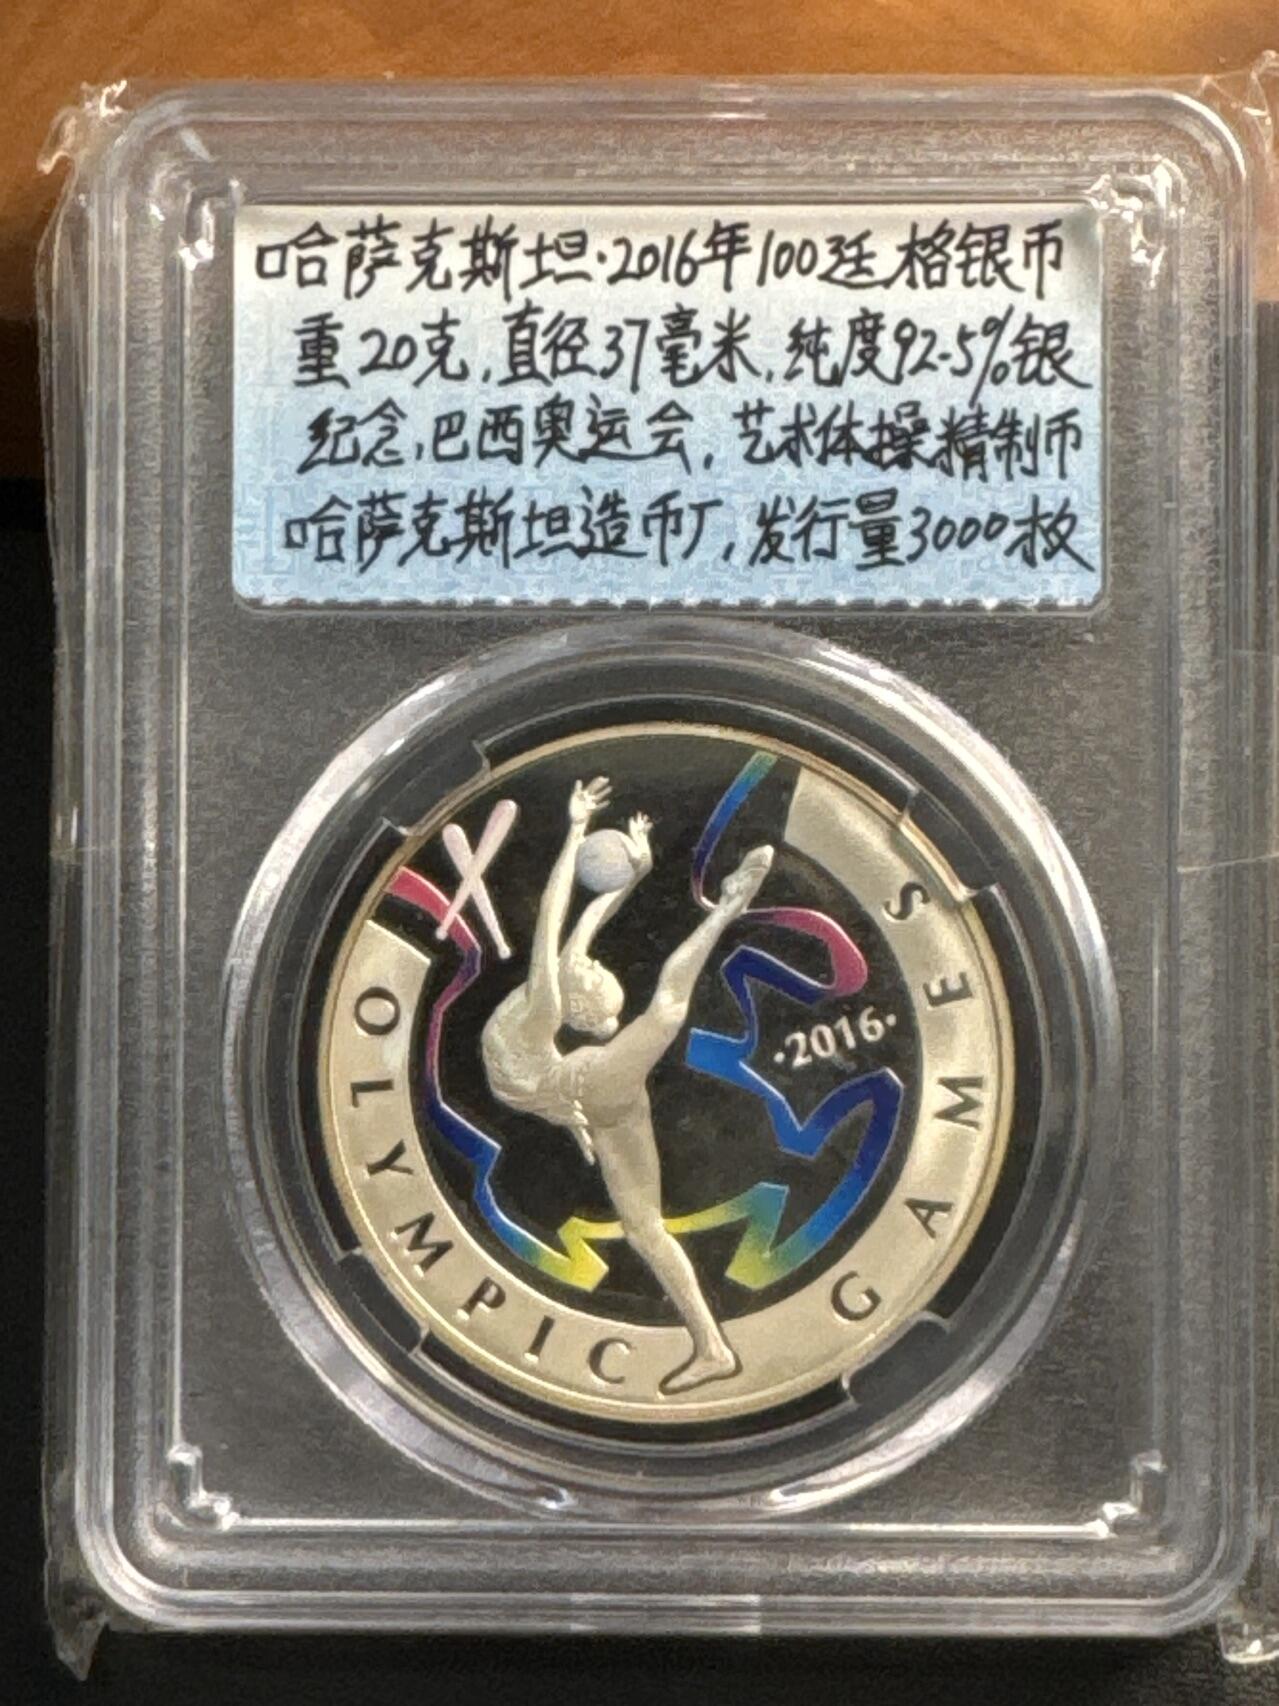 哈萨克斯坦·2016年100廷格银币
重20克,直径37毫米,纯度92.5%银
纪念,巴西奥运会,艺术体操精制币
哈萨克斯坦造币厂,发行量3000枚
OLYMPIC GAMES
·2016·